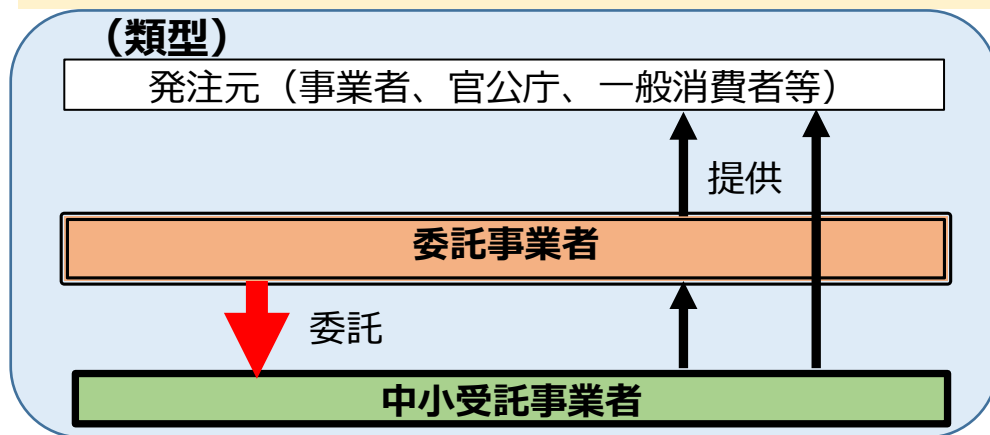 （類型）
発注元（事業者、官公庁、一般消費者等）
提供
委託事業者
委託
中小受託事業者